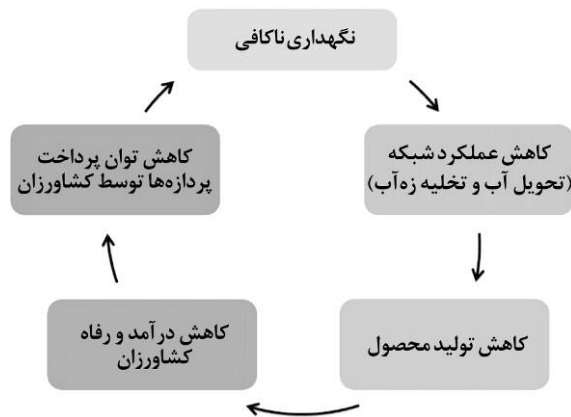 نگهداری ناکافی
کاهش عملکرد شبکه
(تحویل آب و تخلیه زه‌آب)
کاهش تولید محصول
کاهش درآمد و رفاه
کشاورزان
کاهش توان پرداخت
پردازه‌ها توسط کشاورزان